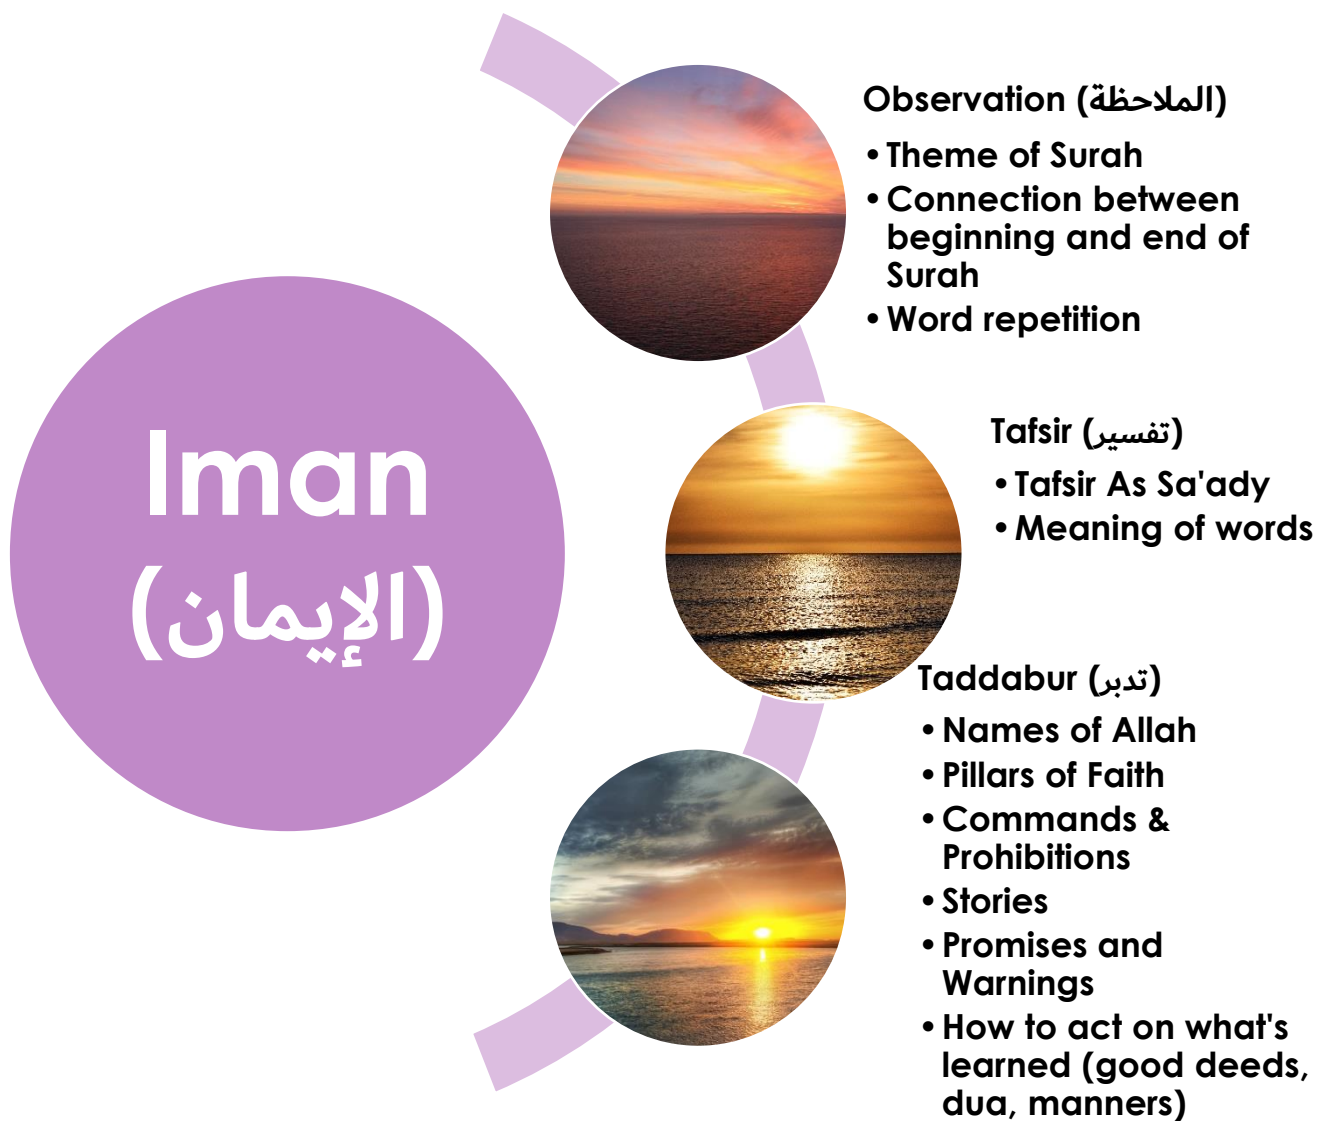 Iman
(الإيمان)
Observation (الملاحظة)
• Theme of Surah
• Connection between
beginning and end of
Surah
• Word repetition
Tafsir (تفسير)
• Tafsir As Sa'ady
• Meaning of words
Taddabur (تدبر)
• Names of Allah
• Pillars of Faith
• Commands &
Prohibitions
• Stories
• Promises and
Warnings
• How to act on what's
learned (good deeds,
dua, manners)